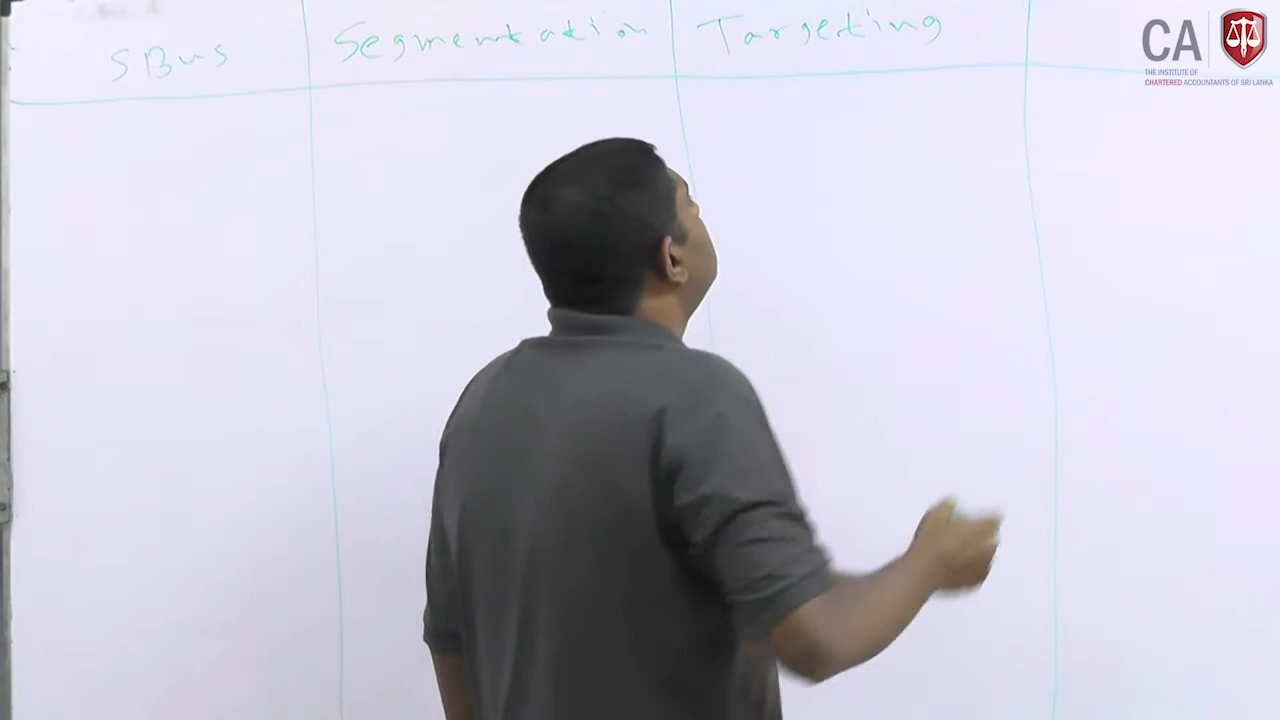 SBus
Segmentation
Targeting
CA
THE INSTITUTE OF
CHARTERED ACCOUNTANTS OF SRI LANKA